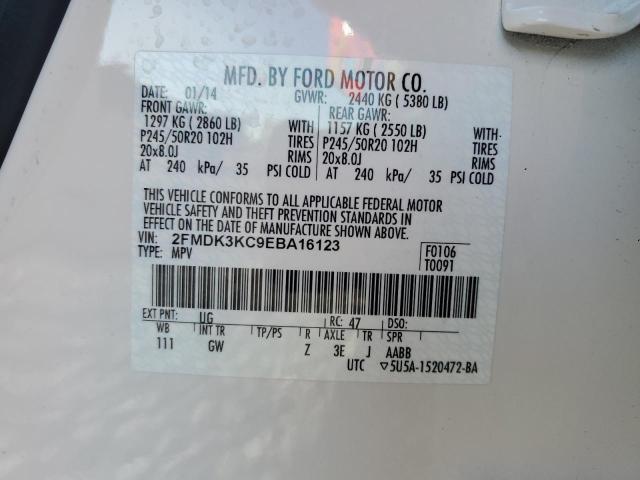 MFD. BY FORD MOTOR CO.
DATE: 01/14 GVWR: 2440 KG ( 5380 LB)
FRONT GAWR: REAR GAWR:
1297 KG ( 2860 LB) WITH 1157 KG ( 2550 LB) WITH
P245/50R20 102H TIRES P245/50R20 102H TIRES
20x8.0J RIMS 20x8.0J RIMS
AT 240 kPa/ 35 PSI COLD AT 240 kPa/ 35 PSI COLD
THIS VEHICLE CONFORMS TO ALL APPLICABLE FEDERAL MOTOR
VEHICLE SAFETY AND THEFT PREVENTION STANDARDS IN
EFFECT ON THE DATE OF MANUFACTURE SHOWN ABOVE.
VIN: 2FMDK3KC9EBA16123 F0106
TYPE: MPV T0091
EXT PNT: UG RC: 47 DSO:
WB INT TR TP/PS R AXLE TR SPR
111 GW Z 3E J AABB
UTC ▽5U5A-1520472-BA